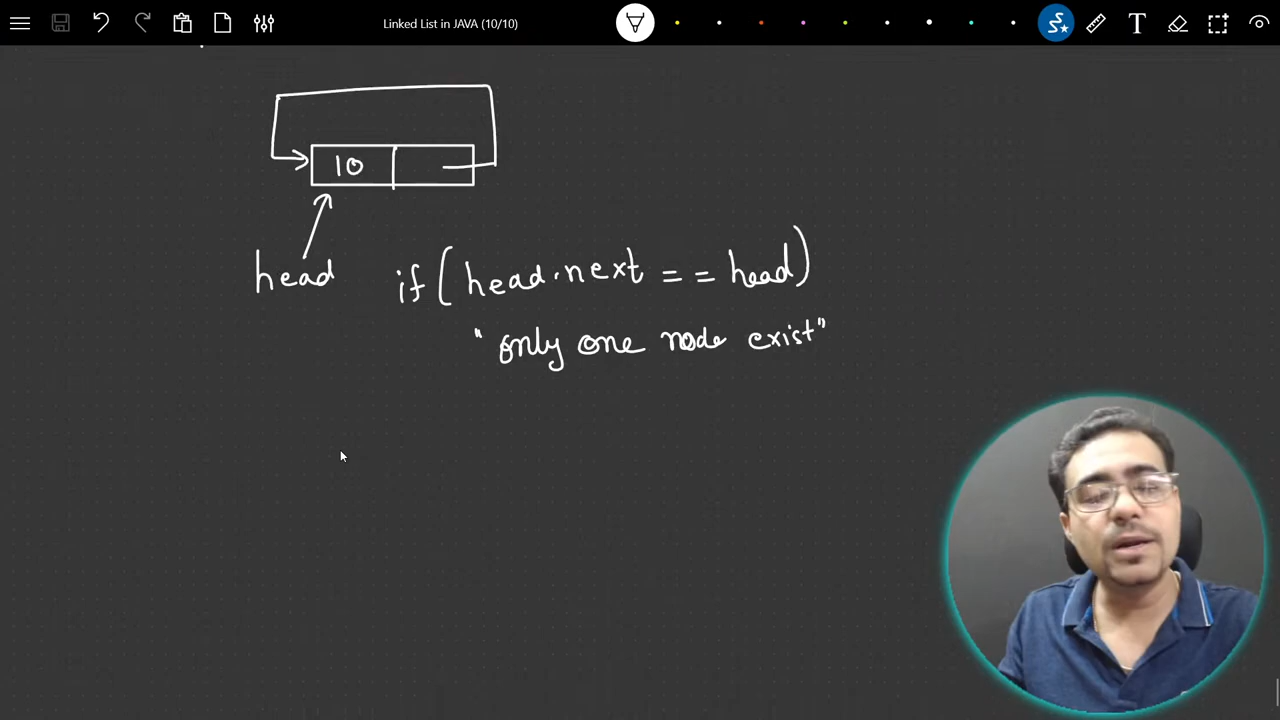 Linked List in JAVA (10/10)
T
10
head if (head.next == head)
"only one node exist"